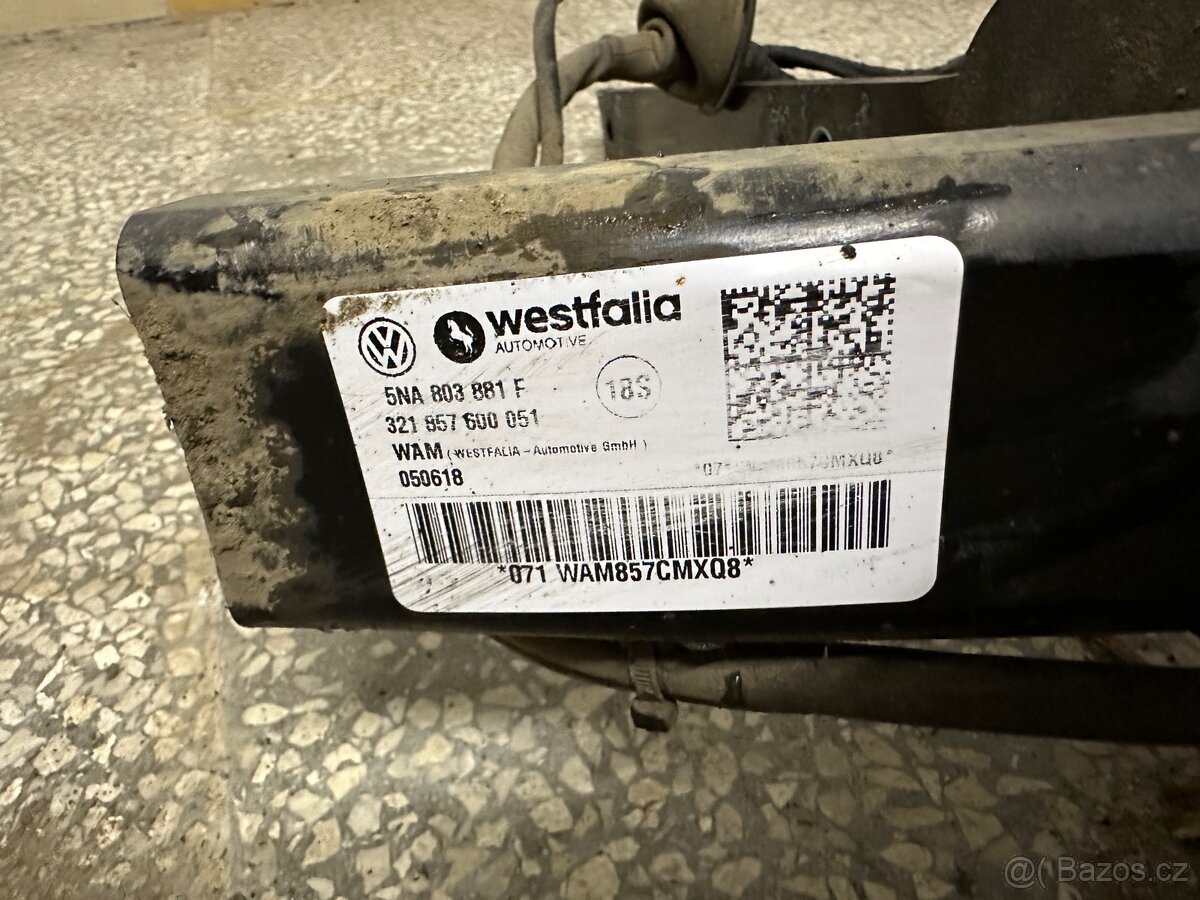 westfalia
AUTOMOTIVE
5NA 803 881 F
18S
321 857 600 051
WAM (WESTFALIA - Automotive GmbH)
050618
*071 WAM857CMXQ8*
@( Bazos.cz